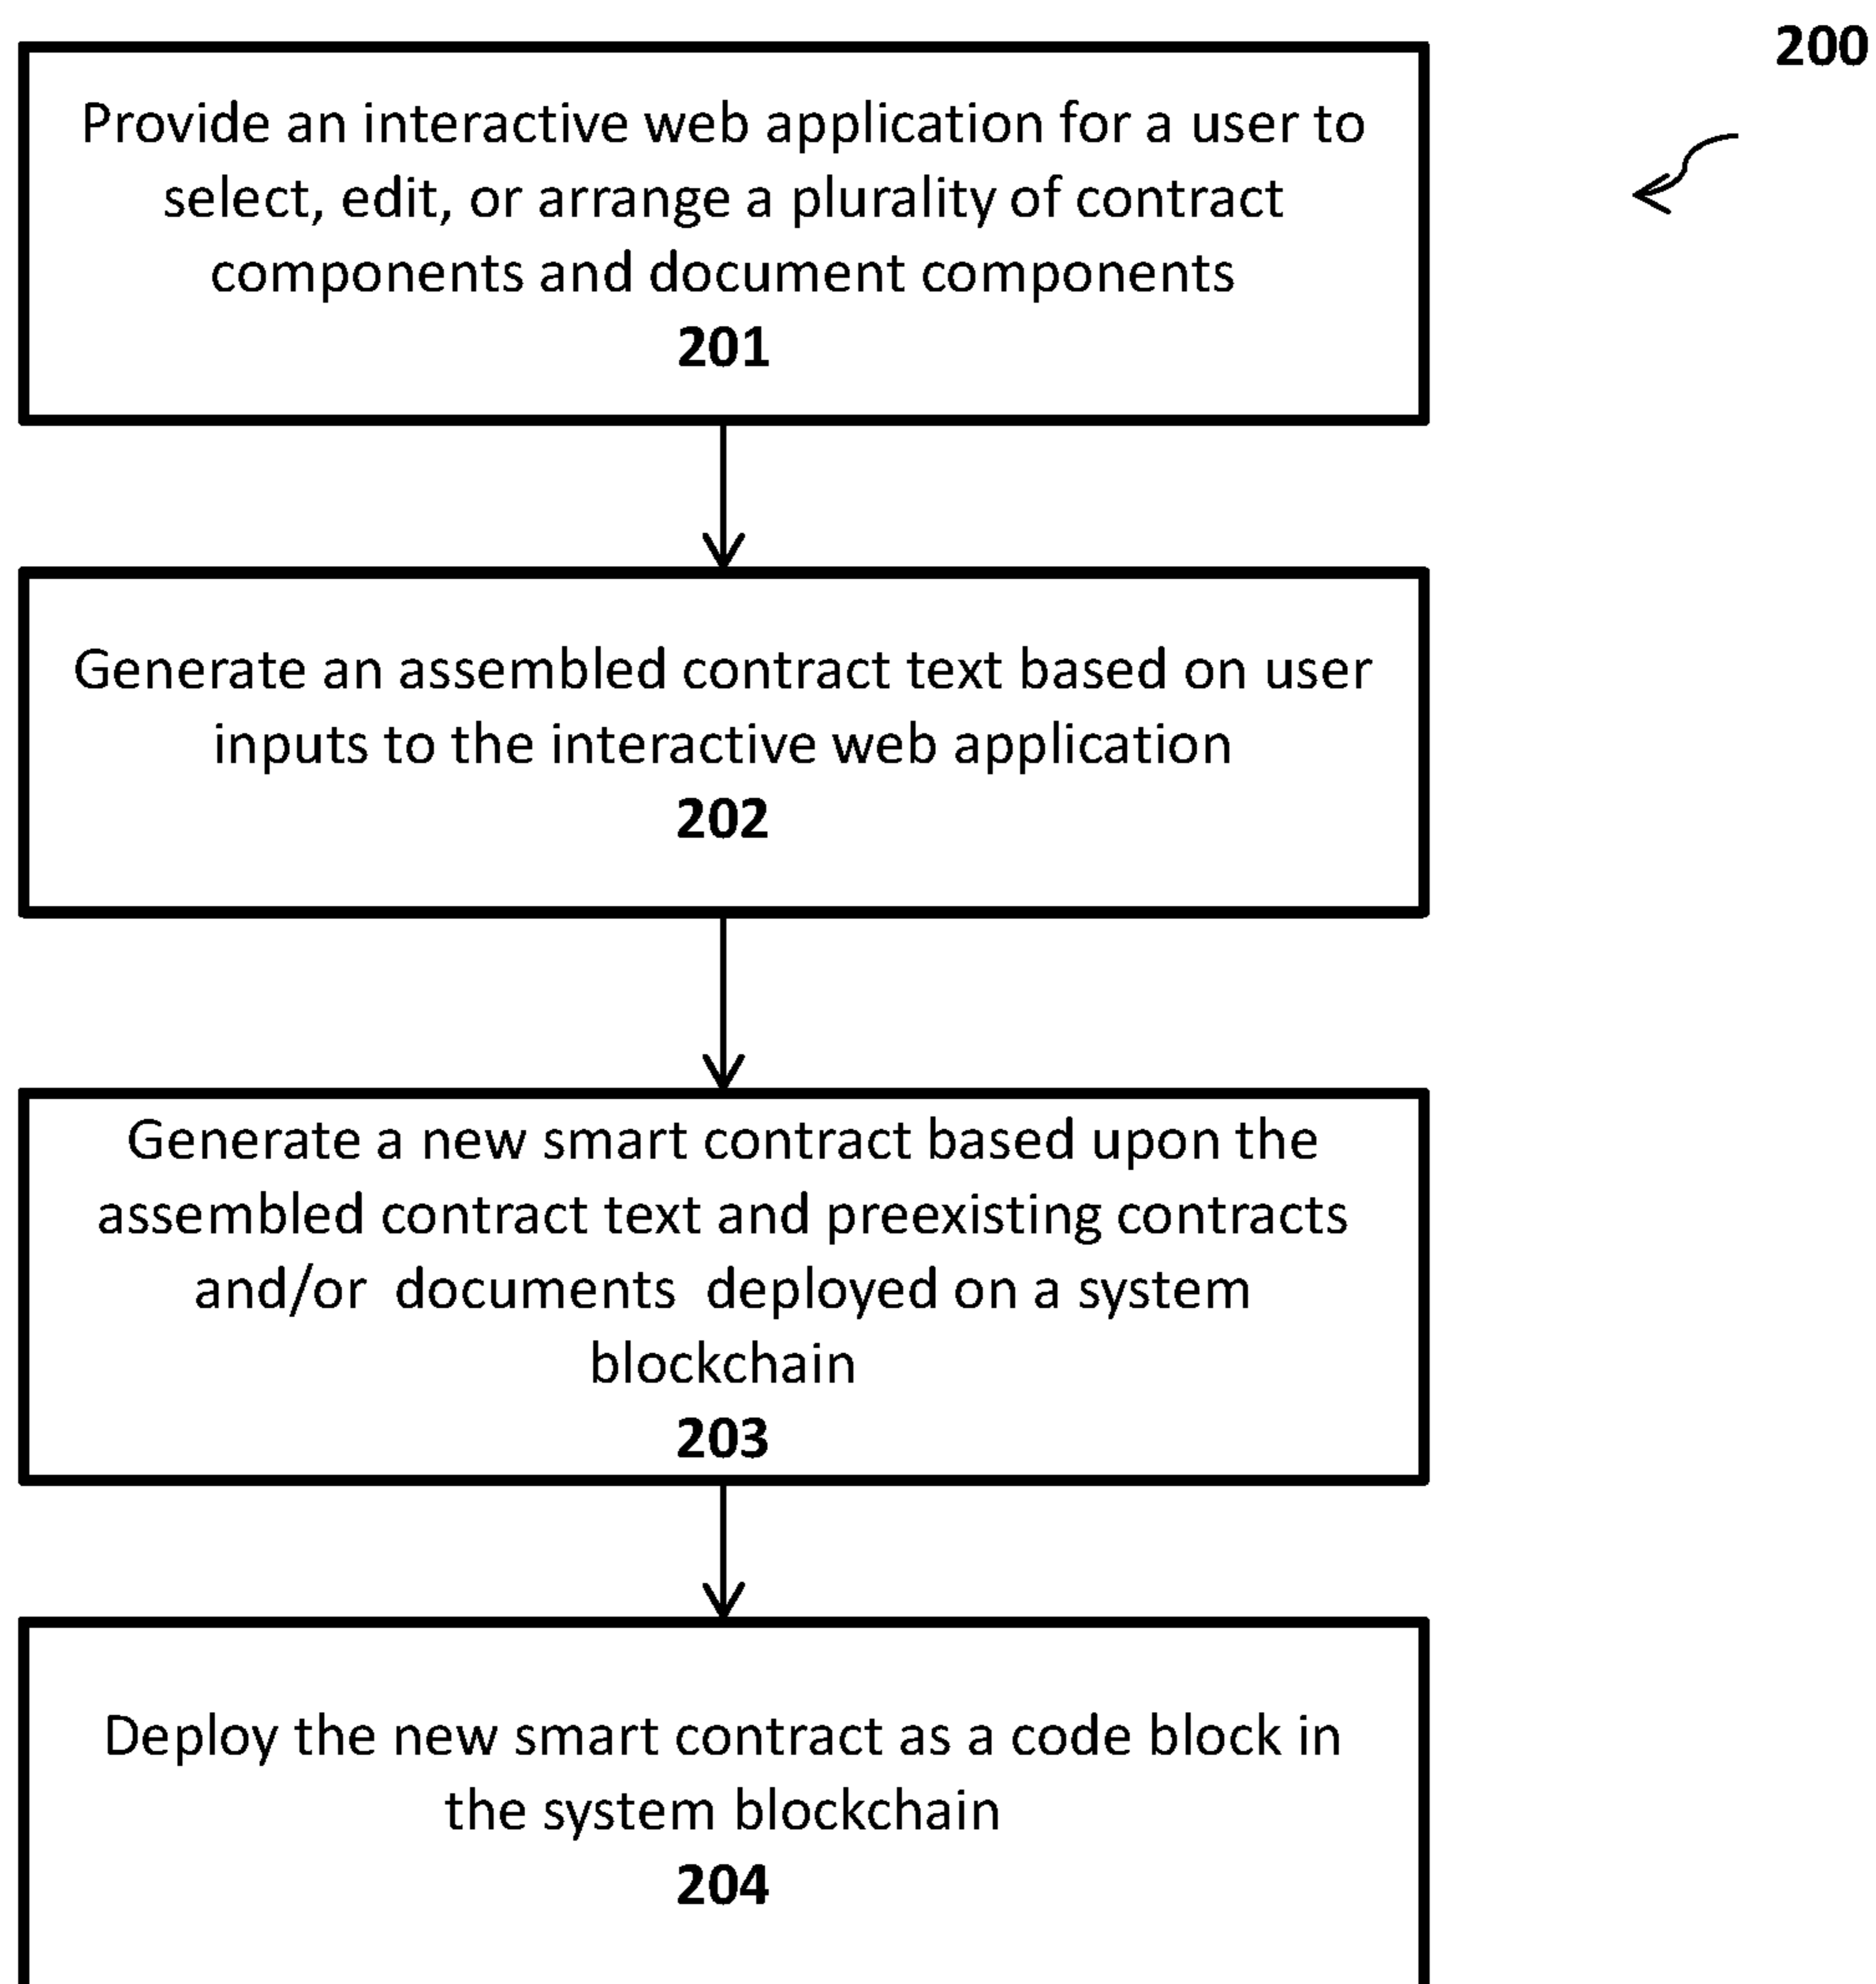 200
Provide an interactive web application for a user to
select, edit, or arrange a plurality of contract
components and document components
201
Generate an assembled contract text based on user
inputs to the interactive web application
202
Generate a new smart contract based upon the
assembled contract text and preexisting contracts
and/or documents deployed on a system
blockchain
203
Deploy the new smart contract as a code block in
the system blockchain
204